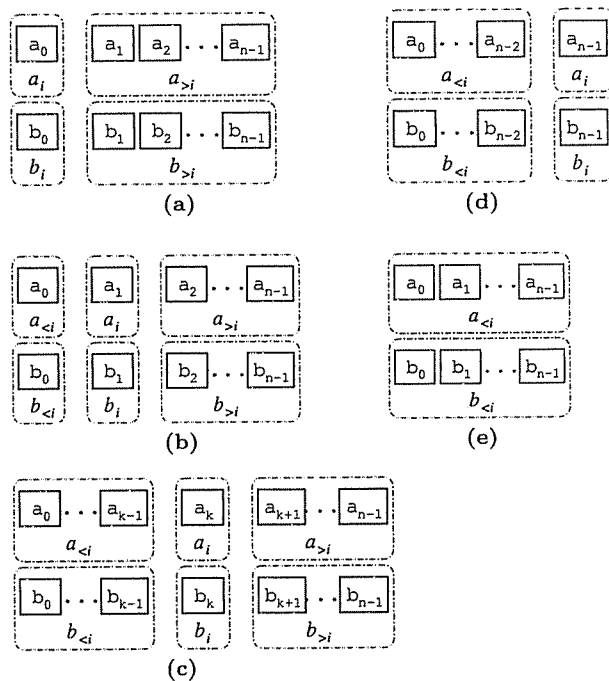 a₀ a₁ a₂ ... aₙ₋₁
aᵢ a>i
b₀ b₁ b₂ ... bₙ₋₁
bᵢ b>i
(a)
a₀ ... aₙ₋₂ aₙ₋₁
a<i aᵢ
b₀ ... bₙ₋₂ bₙ₋₁
b<i bᵢ
(d)
a₀ a₁ a₂ ... aₙ₋₁
a<i aᵢ a>i
b₀ b₁ b₂ ... bₙ₋₁
b<i bᵢ b>i
(b)
a₀ a₁ ... aₙ₋₁
a<i
b₀ b₁ ... bₙ₋₁
b<i
(e)
a₀ ... aₖ₋₁ aₖ aₖ₊₁ ... aₙ₋₁
a<i aᵢ a>i
b₀ ... bₖ₋₁ bₖ bₖ₊₁ ... bₙ₋₁
b<i bᵢ b>i
(c)